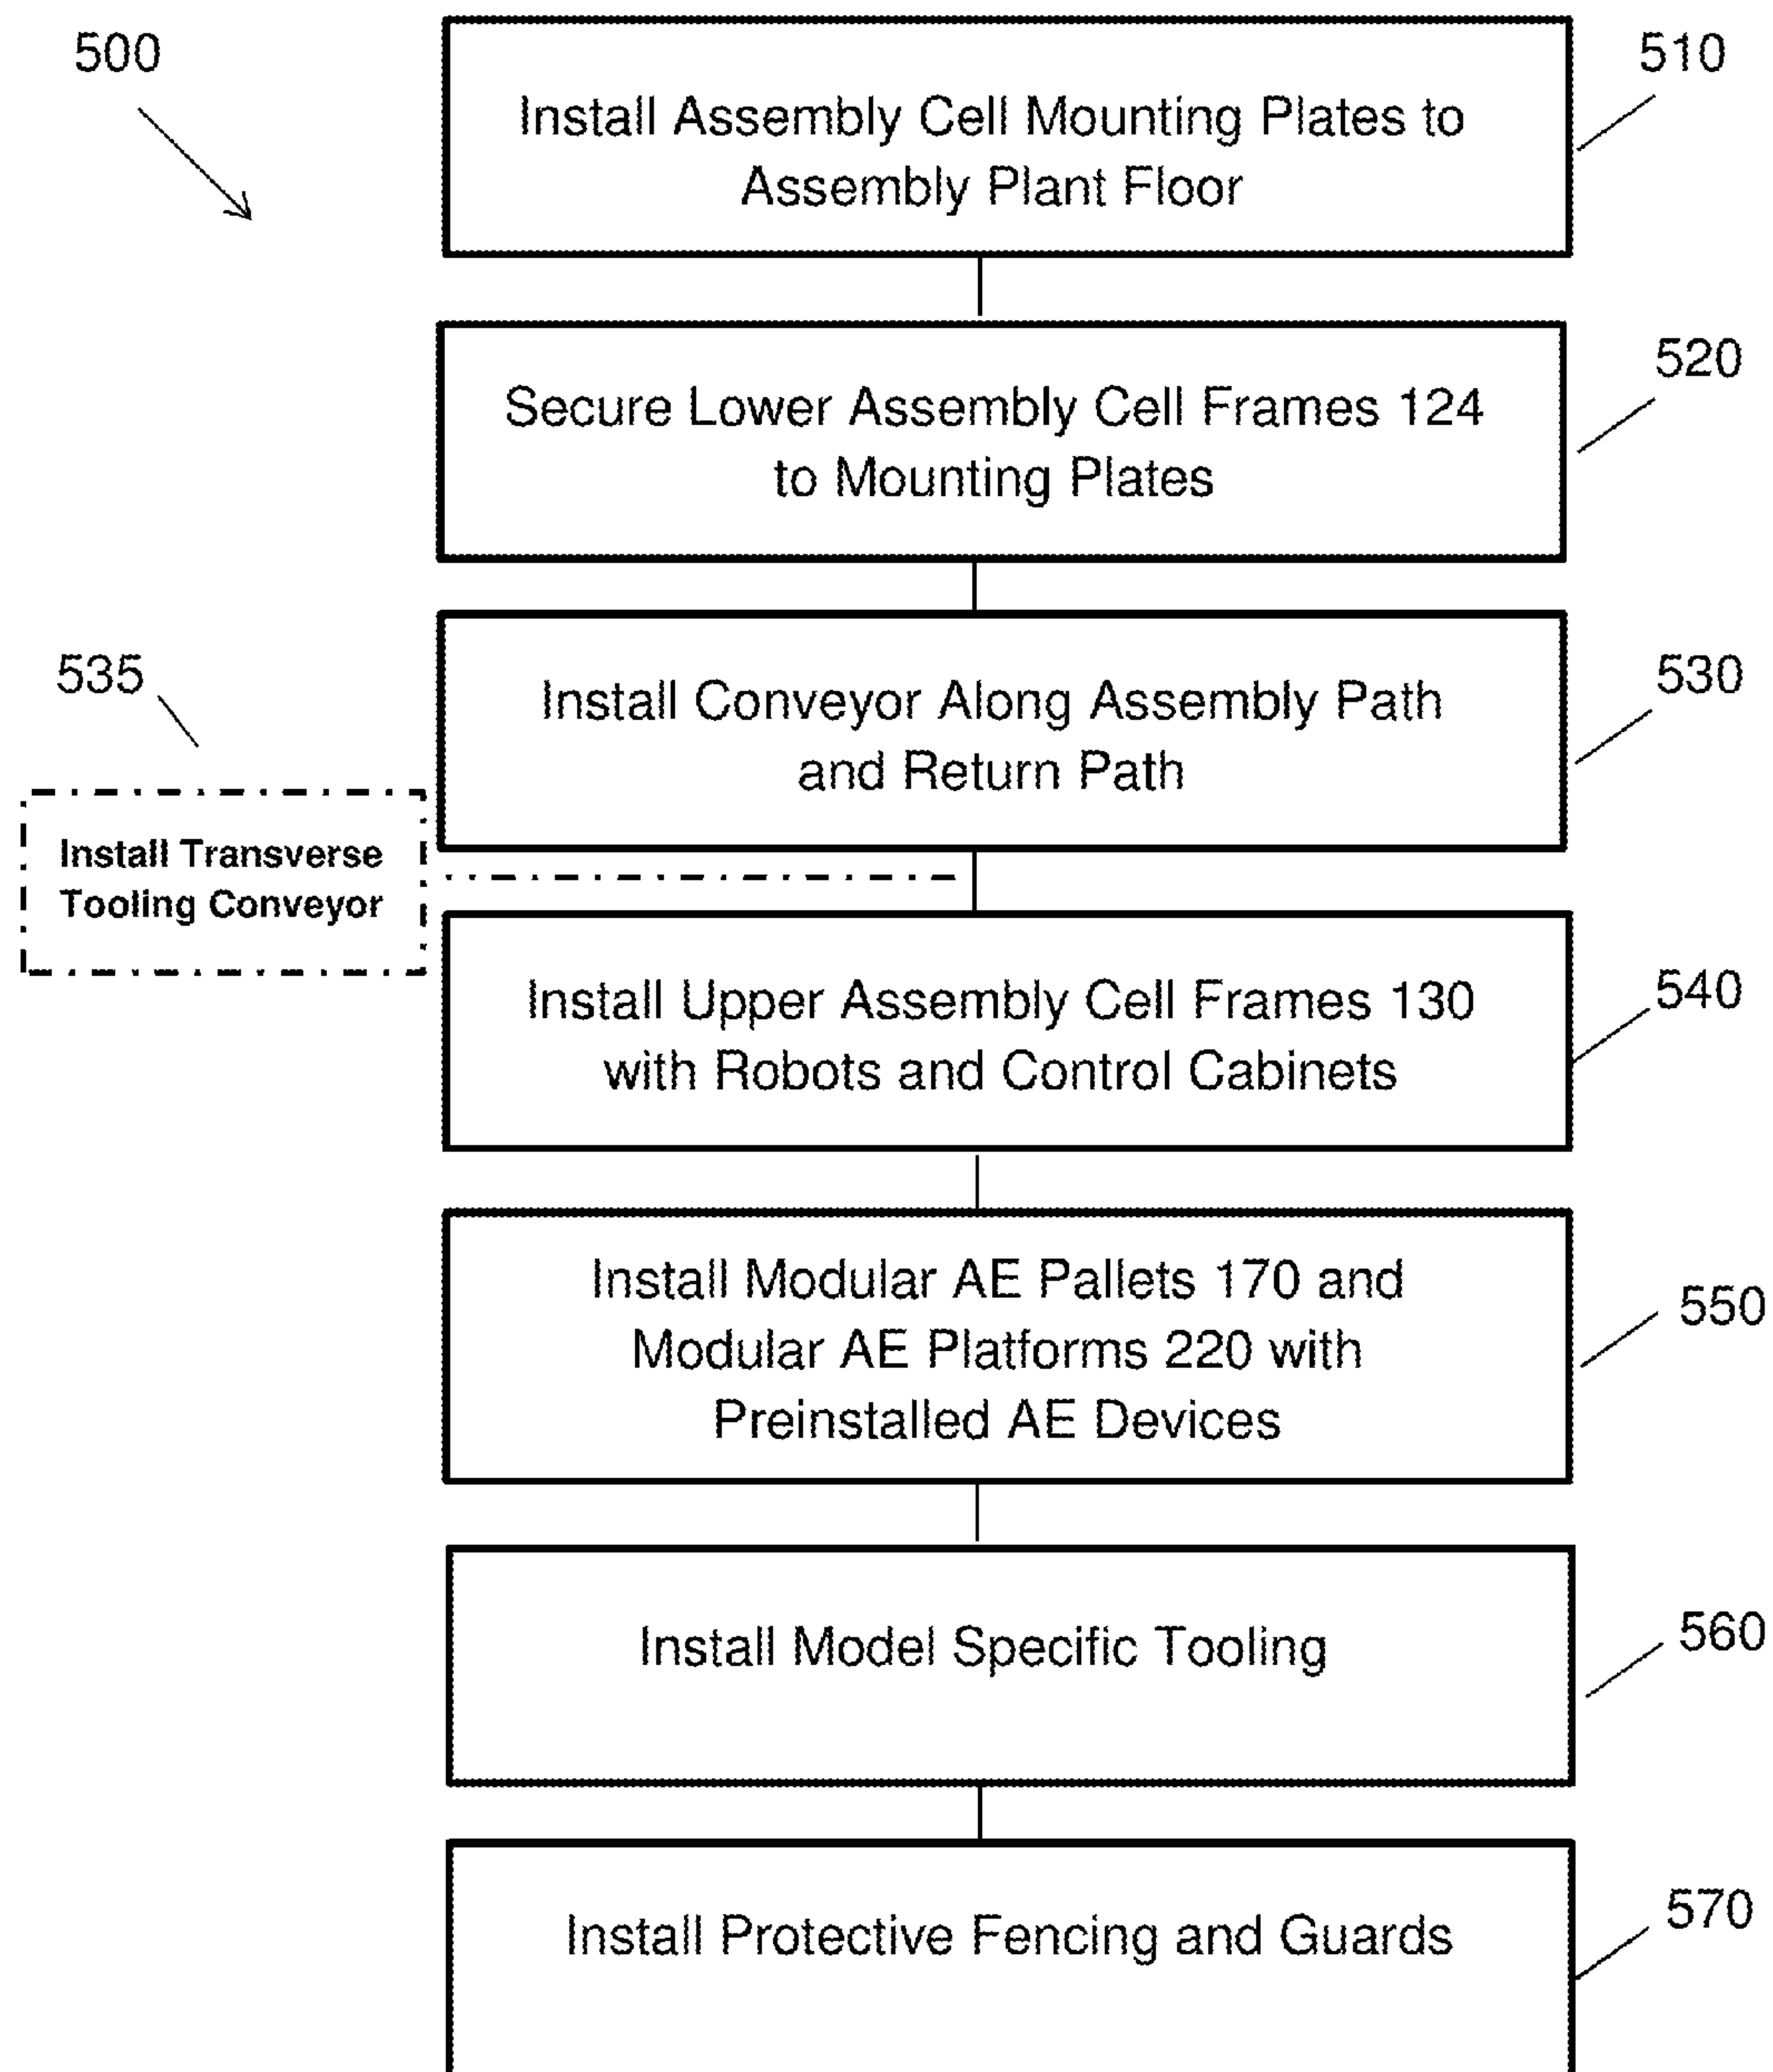 500
510
Install Assembly Cell Mounting Plates to
Assembly Plant Floor
520
Secure Lower Assembly Cell Frames 124
to Mounting Plates
530
Install Conveyor Along Assembly Path
and Return Path
535
Install Transverse
Tooling Conveyor
540
Install Upper Assembly Cell Frames 130
with Robots and Control Cabinets
550
Install Modular AE Pallets 170 and
Modular AE Platforms 220 with
Preinstalled AE Devices
560
Install Model Specific Tooling
570
Install Protective Fencing and Guards